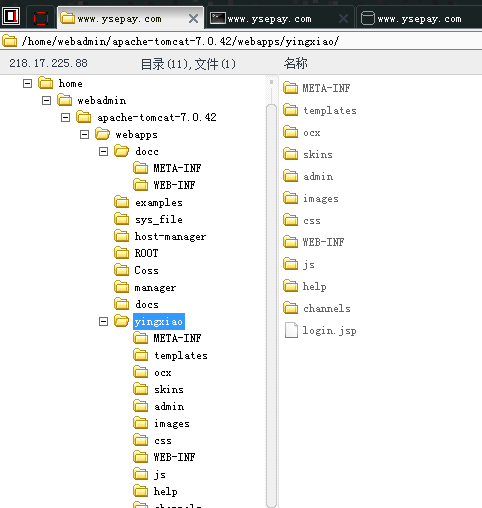 www.ysepay.com www.ysepay.com www.ysepay.com
/home/webadmin/apache-tomcat-7.0.42/webapps/yingxiao/
218.17.225.88 目录(11),文件(1) 名称
home
webadmin
apache-tomcat-7.0.42
webapps
docc
META-INF
WEB-INF
examples
sys_file
host-manager
ROOT
Coss
manager
docs
yingxiao
META-INF
templates
ocx
skins
admin
images
css
WEB-INF
js
help
channels
META-INF
templates
ocx
skins
admin
images
css
WEB-INF
js
help
channels
login.jsp